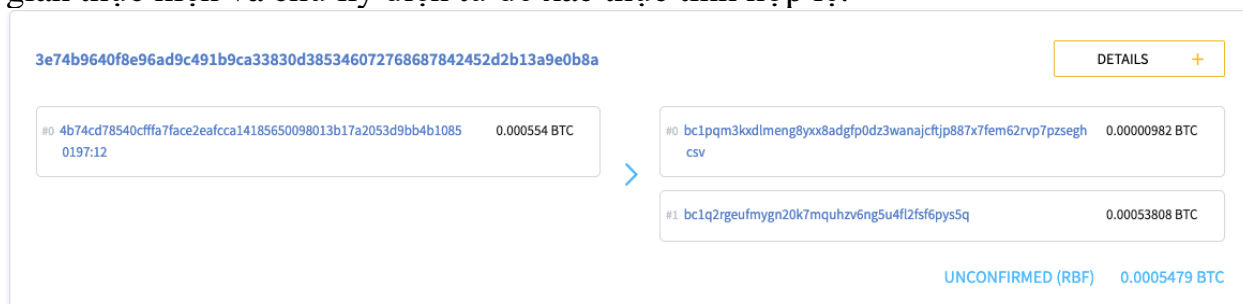 3e74b9640f8e96ad9c491b9ca33830d385346072768687842452d2b13a9e0b8a
DETAILS +
#0 4b74cd78540cfffa7face2eafcca14185650098013b17a2053d9bb4b1085 0.000554 BTC
0197:12
#0 bc1pqm3kxdlmeng8yxx8adgfp0dz3wanajcftjp887x7fem62rvp7pzsegh 0.00000982 BTC
csv
#1 bc1q2rgeufmygn20k7mquhzv6ng5u4fl2fsf6pys5q 0.00053808 BTC
UNCONFIRMED (RBF) 0.0005479 BTC